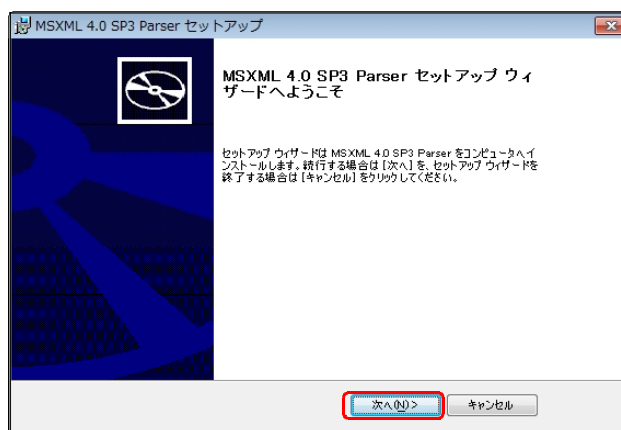 MSXML 4.0 SP3 Parser セットアップ
MSXML 4.0 SP3 Parser セットアップ ウィ
ザードへようこそ
セットアップ ウィザードは MSXML 4.0 SP3 Parser をコンピュータへイ
ンストールします。続行する場合は [次へ] を、セットアップ ウィザードを
終了する場合は [キャンセル] をクリックしてください。
次へ(N)>
キャンセル